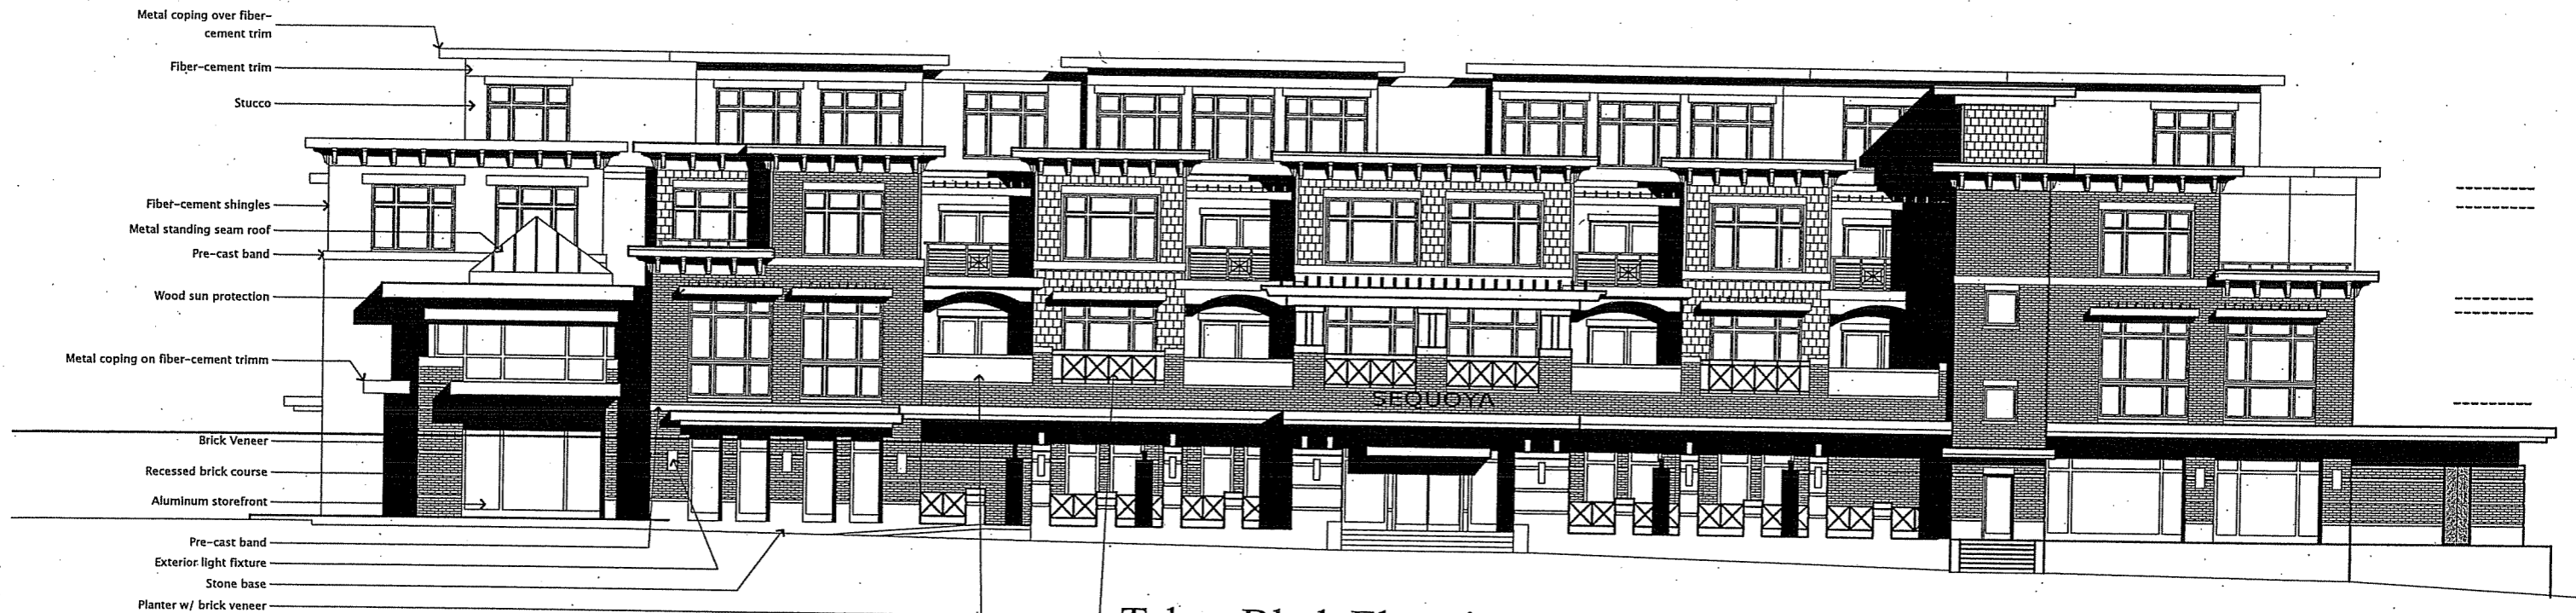 Metal coping over fiber-
cement trim
Fiber-cement trim
Stucco
Fiber-cement shingles
Metal standing seam roof
Pre-cast band
Wood sun protection
Metal coping on fiber-cement trimm
SEQUOYA
Brick Veneer
Recessed brick course
Aluminum storefront
Pre-cast band
Exterior light fixture
Stone base
Planter w/ brick veneer